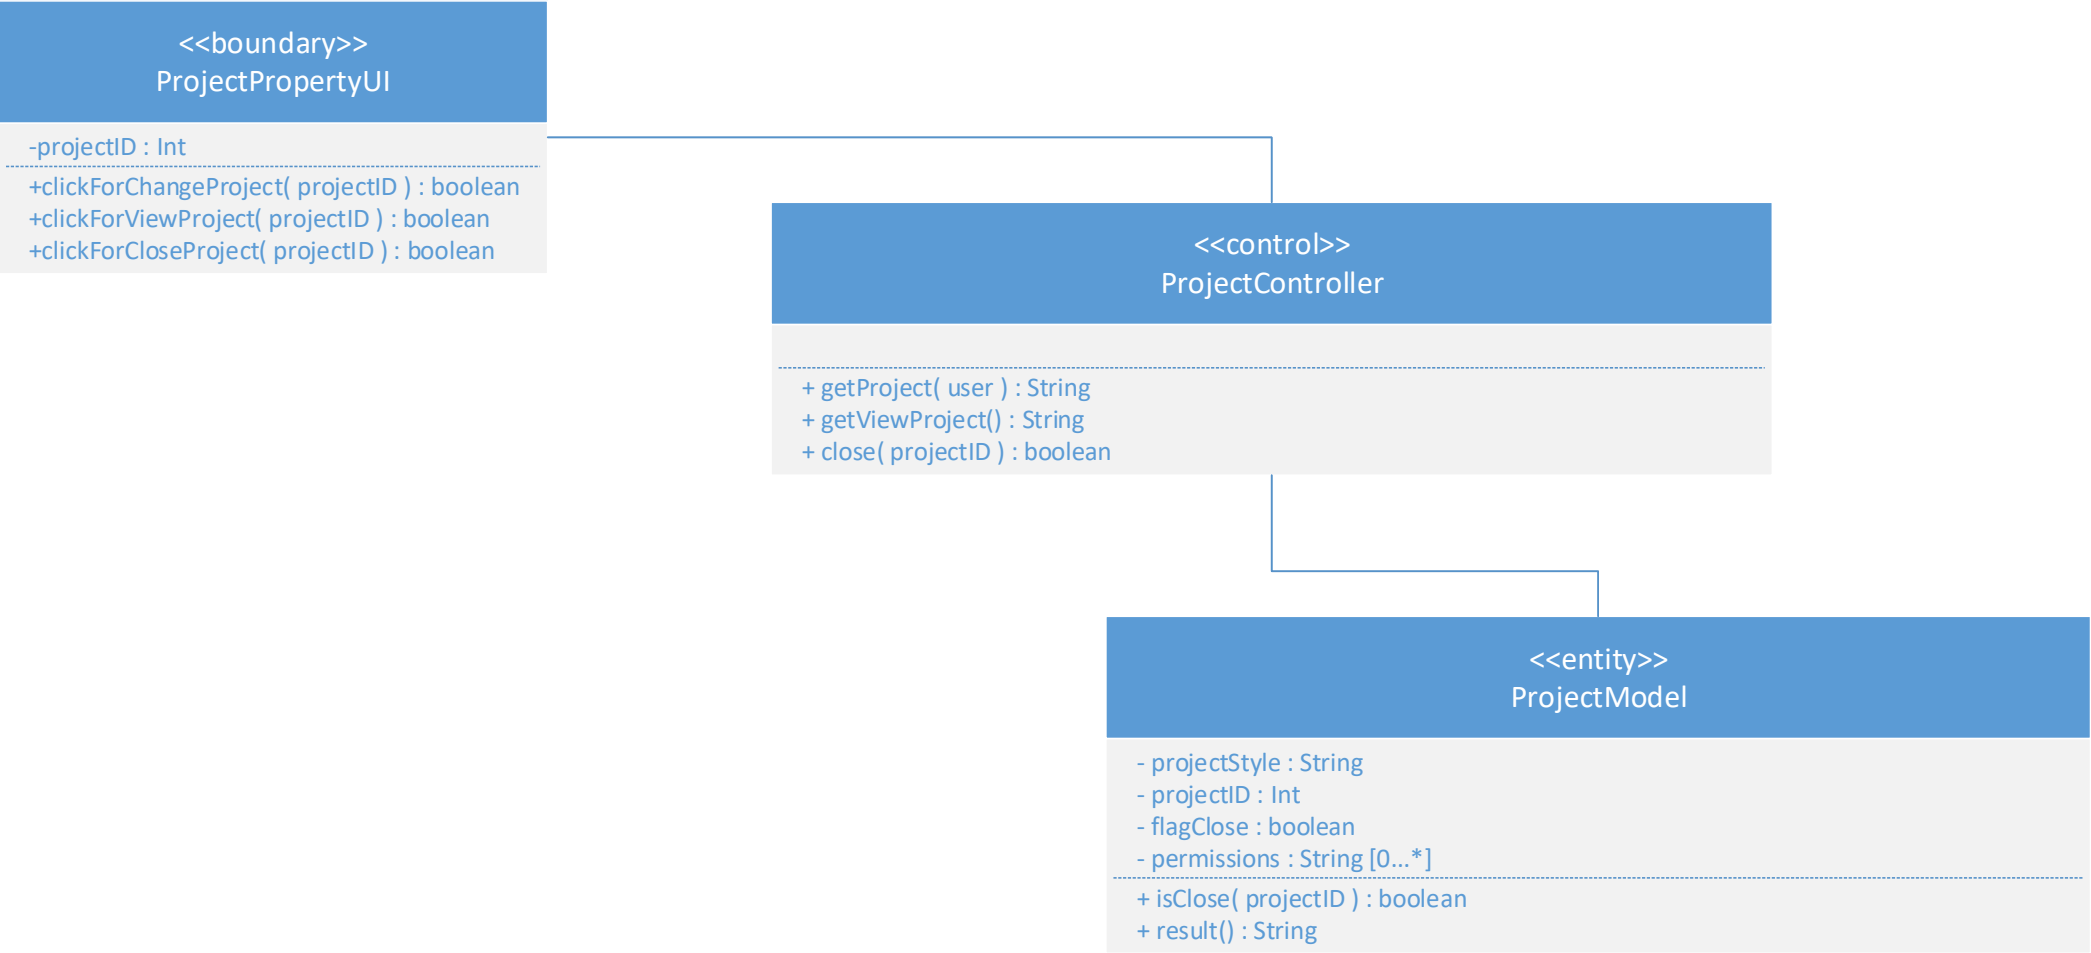 <<boundary>>
ProjectPropertyUI
-projectID : Int
+clickForChangeProject( projectID ) : boolean
+clickForViewProject( projectID ) : boolean
+clickForCloseProject( projectID ) : boolean
<<control>>
ProjectController
+ getProject( user ) : String
+ getViewProject() : String
+ close( projectID ) : boolean
<<entity>>
ProjectModel
- projectStyle : String
- projectID : Int
- flagClose : boolean
- permissions : String [0...*]
+ isClose( projectID ) : boolean
+ result() : String